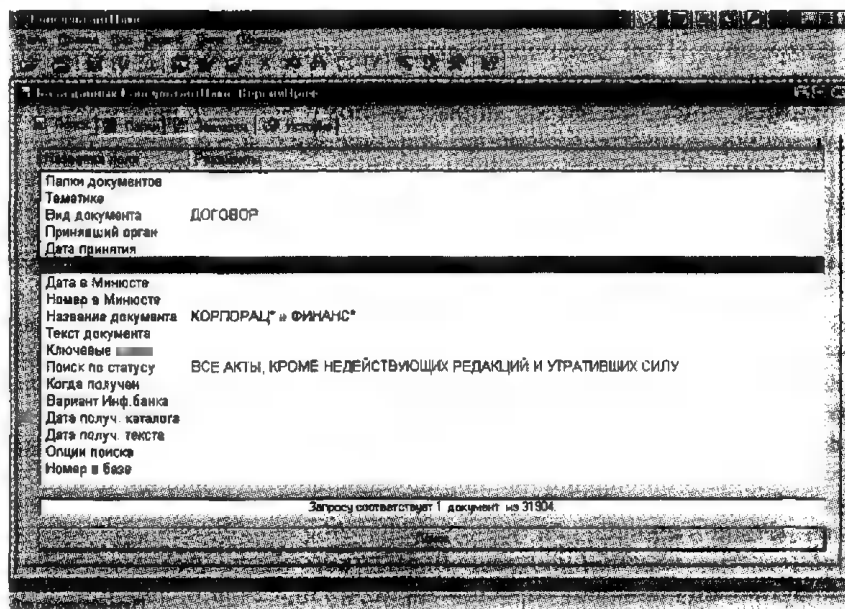 КонсультантПлюс
Папки документов
Тематика
Вид документа ДОГОВОР
Принявший орган
Дата принятия
Дата в Минюсте
Номер в Минюсте
Название документа КОРПОРАЦ* и ФИНАНС*
Текст документа
Ключевые
Поиск по статусу ВСЕ АКТЫ, КРОМЕ НЕДЕЙСТВУЮЩИХ РЕДАКЦИЙ И УТРАТИВШИХ СИЛУ
Когда получен
Вариант Инф.банка
Дата получ. каталога
Дата получ. текста
Опции поиска
Номер в базе
Запросу соответствует 1 документ из 31904.